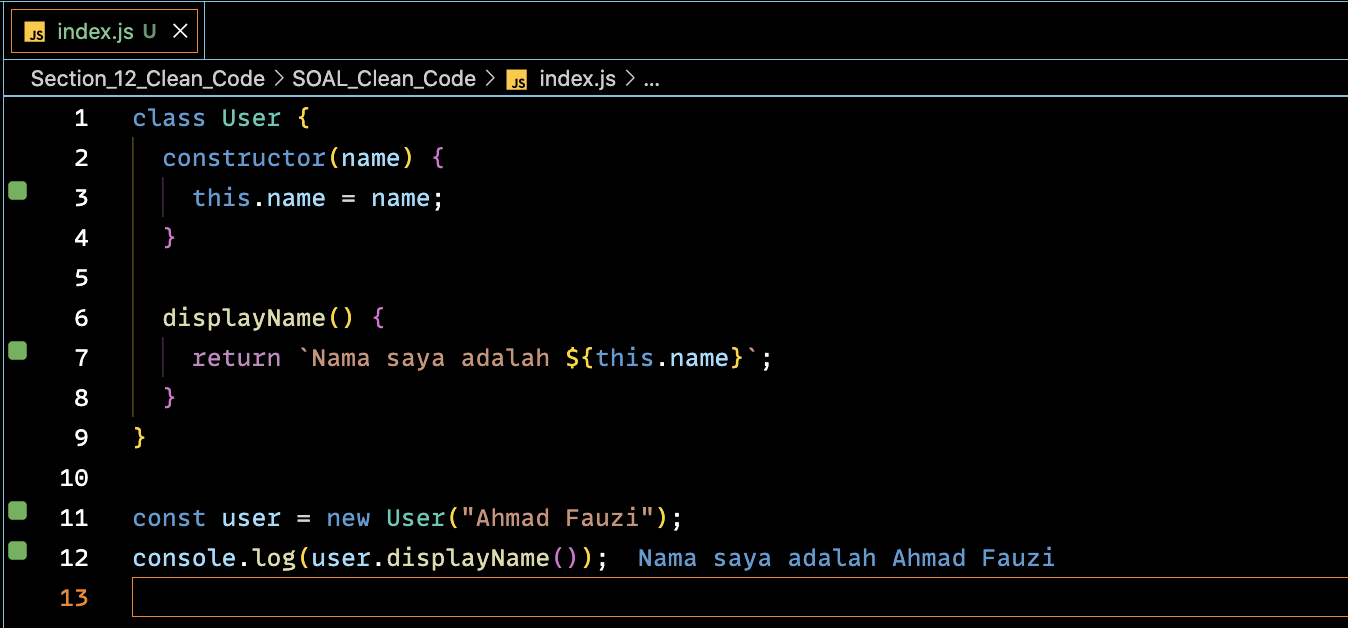 JS index.js U
Section_12_Clean_Code > SOAL_Clean_Code > JS index.js > ...
1 class User {
2   constructor(name) {
3     this.name = name;
4   }
5
6   displayName() {
7     return `Nama saya adalah ${this.name}`;
8   }
9 }
10
11 const user = new User("Ahmad Fauzi");
12 console.log(user.displayName());  Nama saya adalah Ahmad Fauzi
13